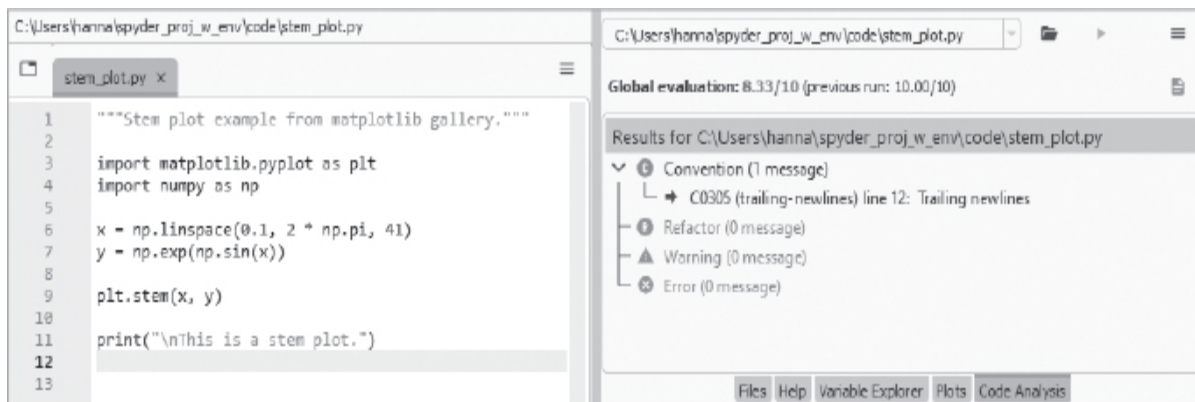 C:\Users\hanna\spyder_proj_w_env\code\stem_plot.py
stem_plot.py ×
1 """Stem plot example from matplotlib gallery."""
2
3 import matplotlib.pyplot as plt
4 import numpy as np
5
6 x = np.linspace(0.1, 2 * np.pi, 41)
7 y = np.exp(np.sin(x))
8
9 plt.stem(x, y)
10
11 print("\nThis is a stem plot.")
12
13
C:\Users\hanna\spyder_proj_w_env\code\stem_plot.py
Global evaluation: 8.33/10 (previous run: 10.00/10)
Results for C:\Users\hanna\spyder_proj_w_env\code\stem_plot.py
C Convention (1 message)
C0305 (trailing-newlines) line 12: Trailing newlines
Refactor (0 message)
Warning (0 message)
Error (0 message)
Files Help Variable Explorer Plots Code Analysis